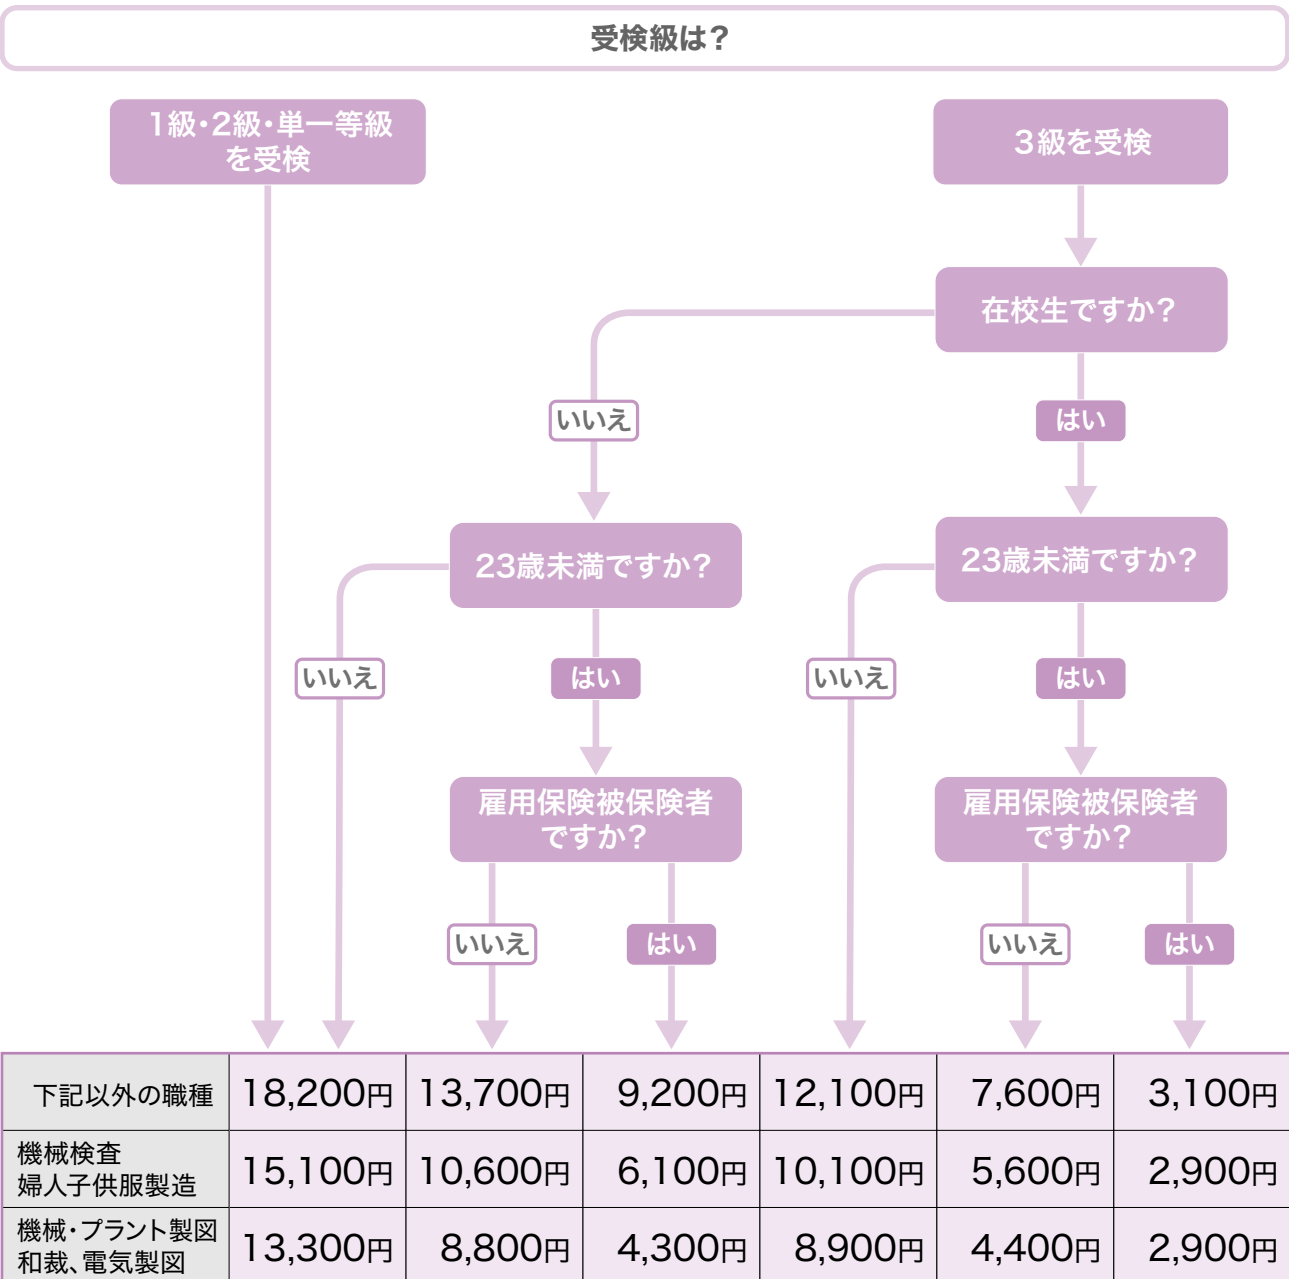 受検級は？
1級・2級・単一等級
を受検
3級を受検
在校生ですか？
いいえ
はい
23歳未満ですか？
23歳未満ですか？
いいえ
はい
いいえ
はい
雇用保険被保険者
ですか？
雇用保険被保険者
ですか？
いいえ
はい
いいえ
はい
下記以外の職種 18,200円 13,700円 9,200円 12,100円 7,600円 3,100円
機械検査
婦人子供服製造 15,100円 10,600円 6,100円 10,100円 5,600円 2,900円
機械・プラント製図
和裁、電気製図 13,300円 8,800円 4,300円 8,900円 4,400円 2,900円